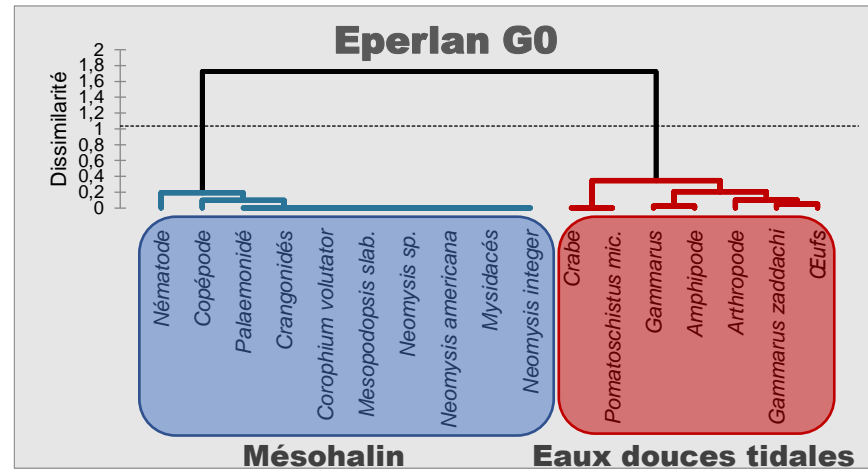 Eperlan G0
Dissimilarité
2
1,8
1,6
1,4
1,2
1
0,8
0,6
0,4
0,2
0
Nématode
Copépode
Palaemonidé
Crangonidés
Corophium volutator
Mesopodopsis slab.
Neomysis sp.
Neomysis americana
Mysidacés
Neomysis integer
Crabe
Pomatoschistus mic.
Gammarus
Amphipode
Arthropode
Gammarus zaddachi
Œufs
Mésohalin
Eaux douces tidales